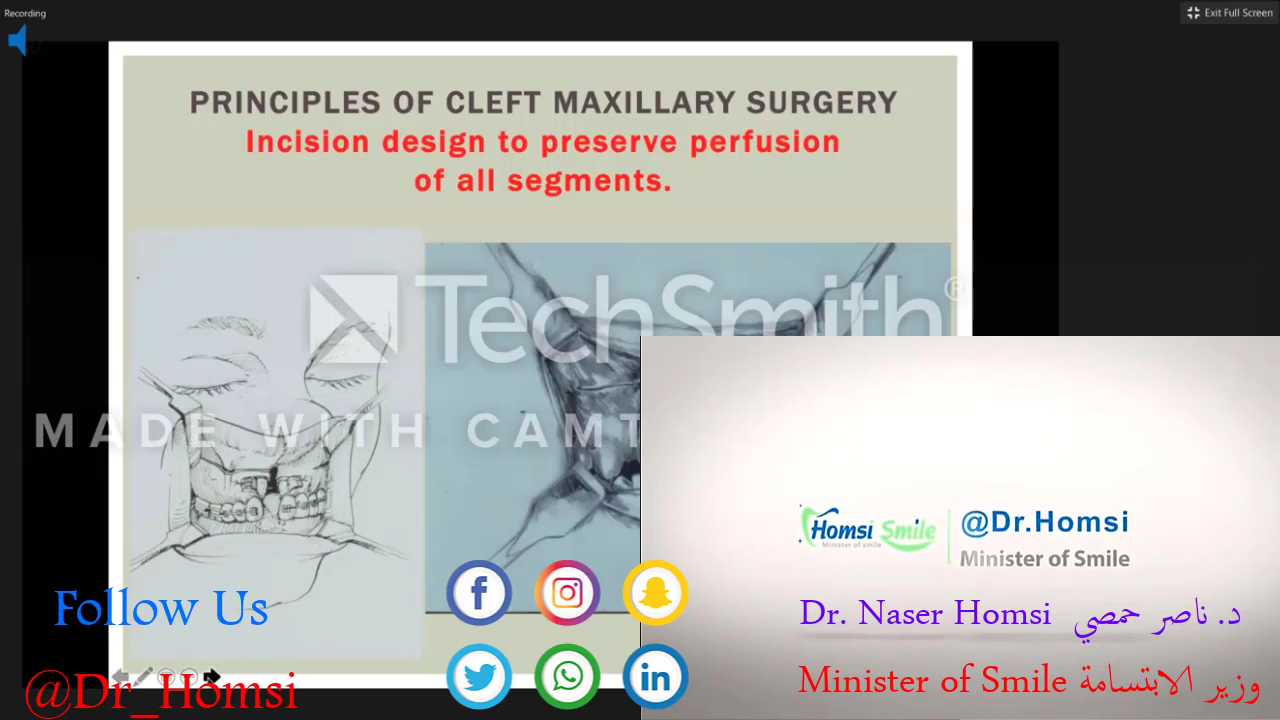 Recording
Exit Full Screen
PRINCIPLES OF CLEFT MAXILLARY SURGERY
Incision design to preserve perfusion
of all segments.
TechSmith®
MADE WITH CAMT
Homsi Smile
Minister of smile
@Dr.Homsi
Minister of Smile
Follow Us
@Dr_Homsi
Dr. Naser Homsi د. ناصر حمصي
Minister of Smile وزير الابتسامة